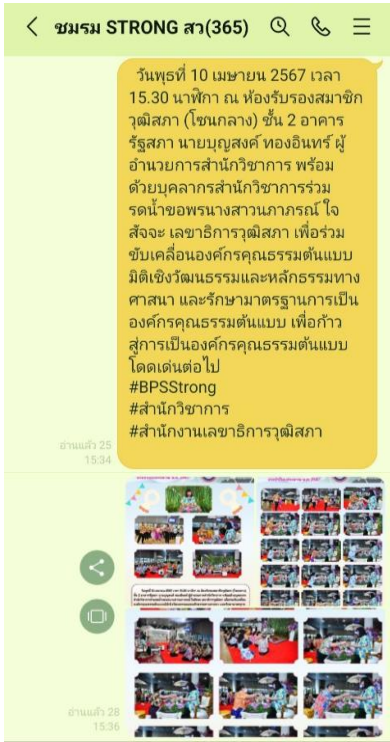 ชมรม STRONG สว(365)
วันพุธที่ 10 เมษายน 2567 เวลา
15.30 นาฬิกา ณ ห้องรับรองสมาชิก
วุฒิสภา (โซนกลาง) ชั้น 2 อาคาร
รัฐสภา นายบุญสงค์ ทองอินทร์ ผู้
อำนวยการสำนักวิชาการ พร้อม
ด้วยบุคลากรสำนักวิชาการร่วม
รดน้ำขอพรนางสาวนภาภรณ์ ใจ
สัจจะ เลขาธิการวุฒิสภา เพื่อร่วม
ขับเคลื่อนองค์กรคุณธรรมต้นแบบ
มิติเชิงวัฒนธรรมและหลักธรรมทาง
ศาสนา และรักษามาตรฐานการเป็น
องค์กรคุณธรรมต้นแบบ เพื่อก้าว
สู่การเป็นองค์กรคุณธรรมต้นแบบ
โดดเด่นต่อไป
#BPSStrong
#สำนักวิชาการ
#สำนักงานเลขาธิการวุฒิสภา
อ่านแล้ว 25
15:34
อ่านแล้ว 28
15:36